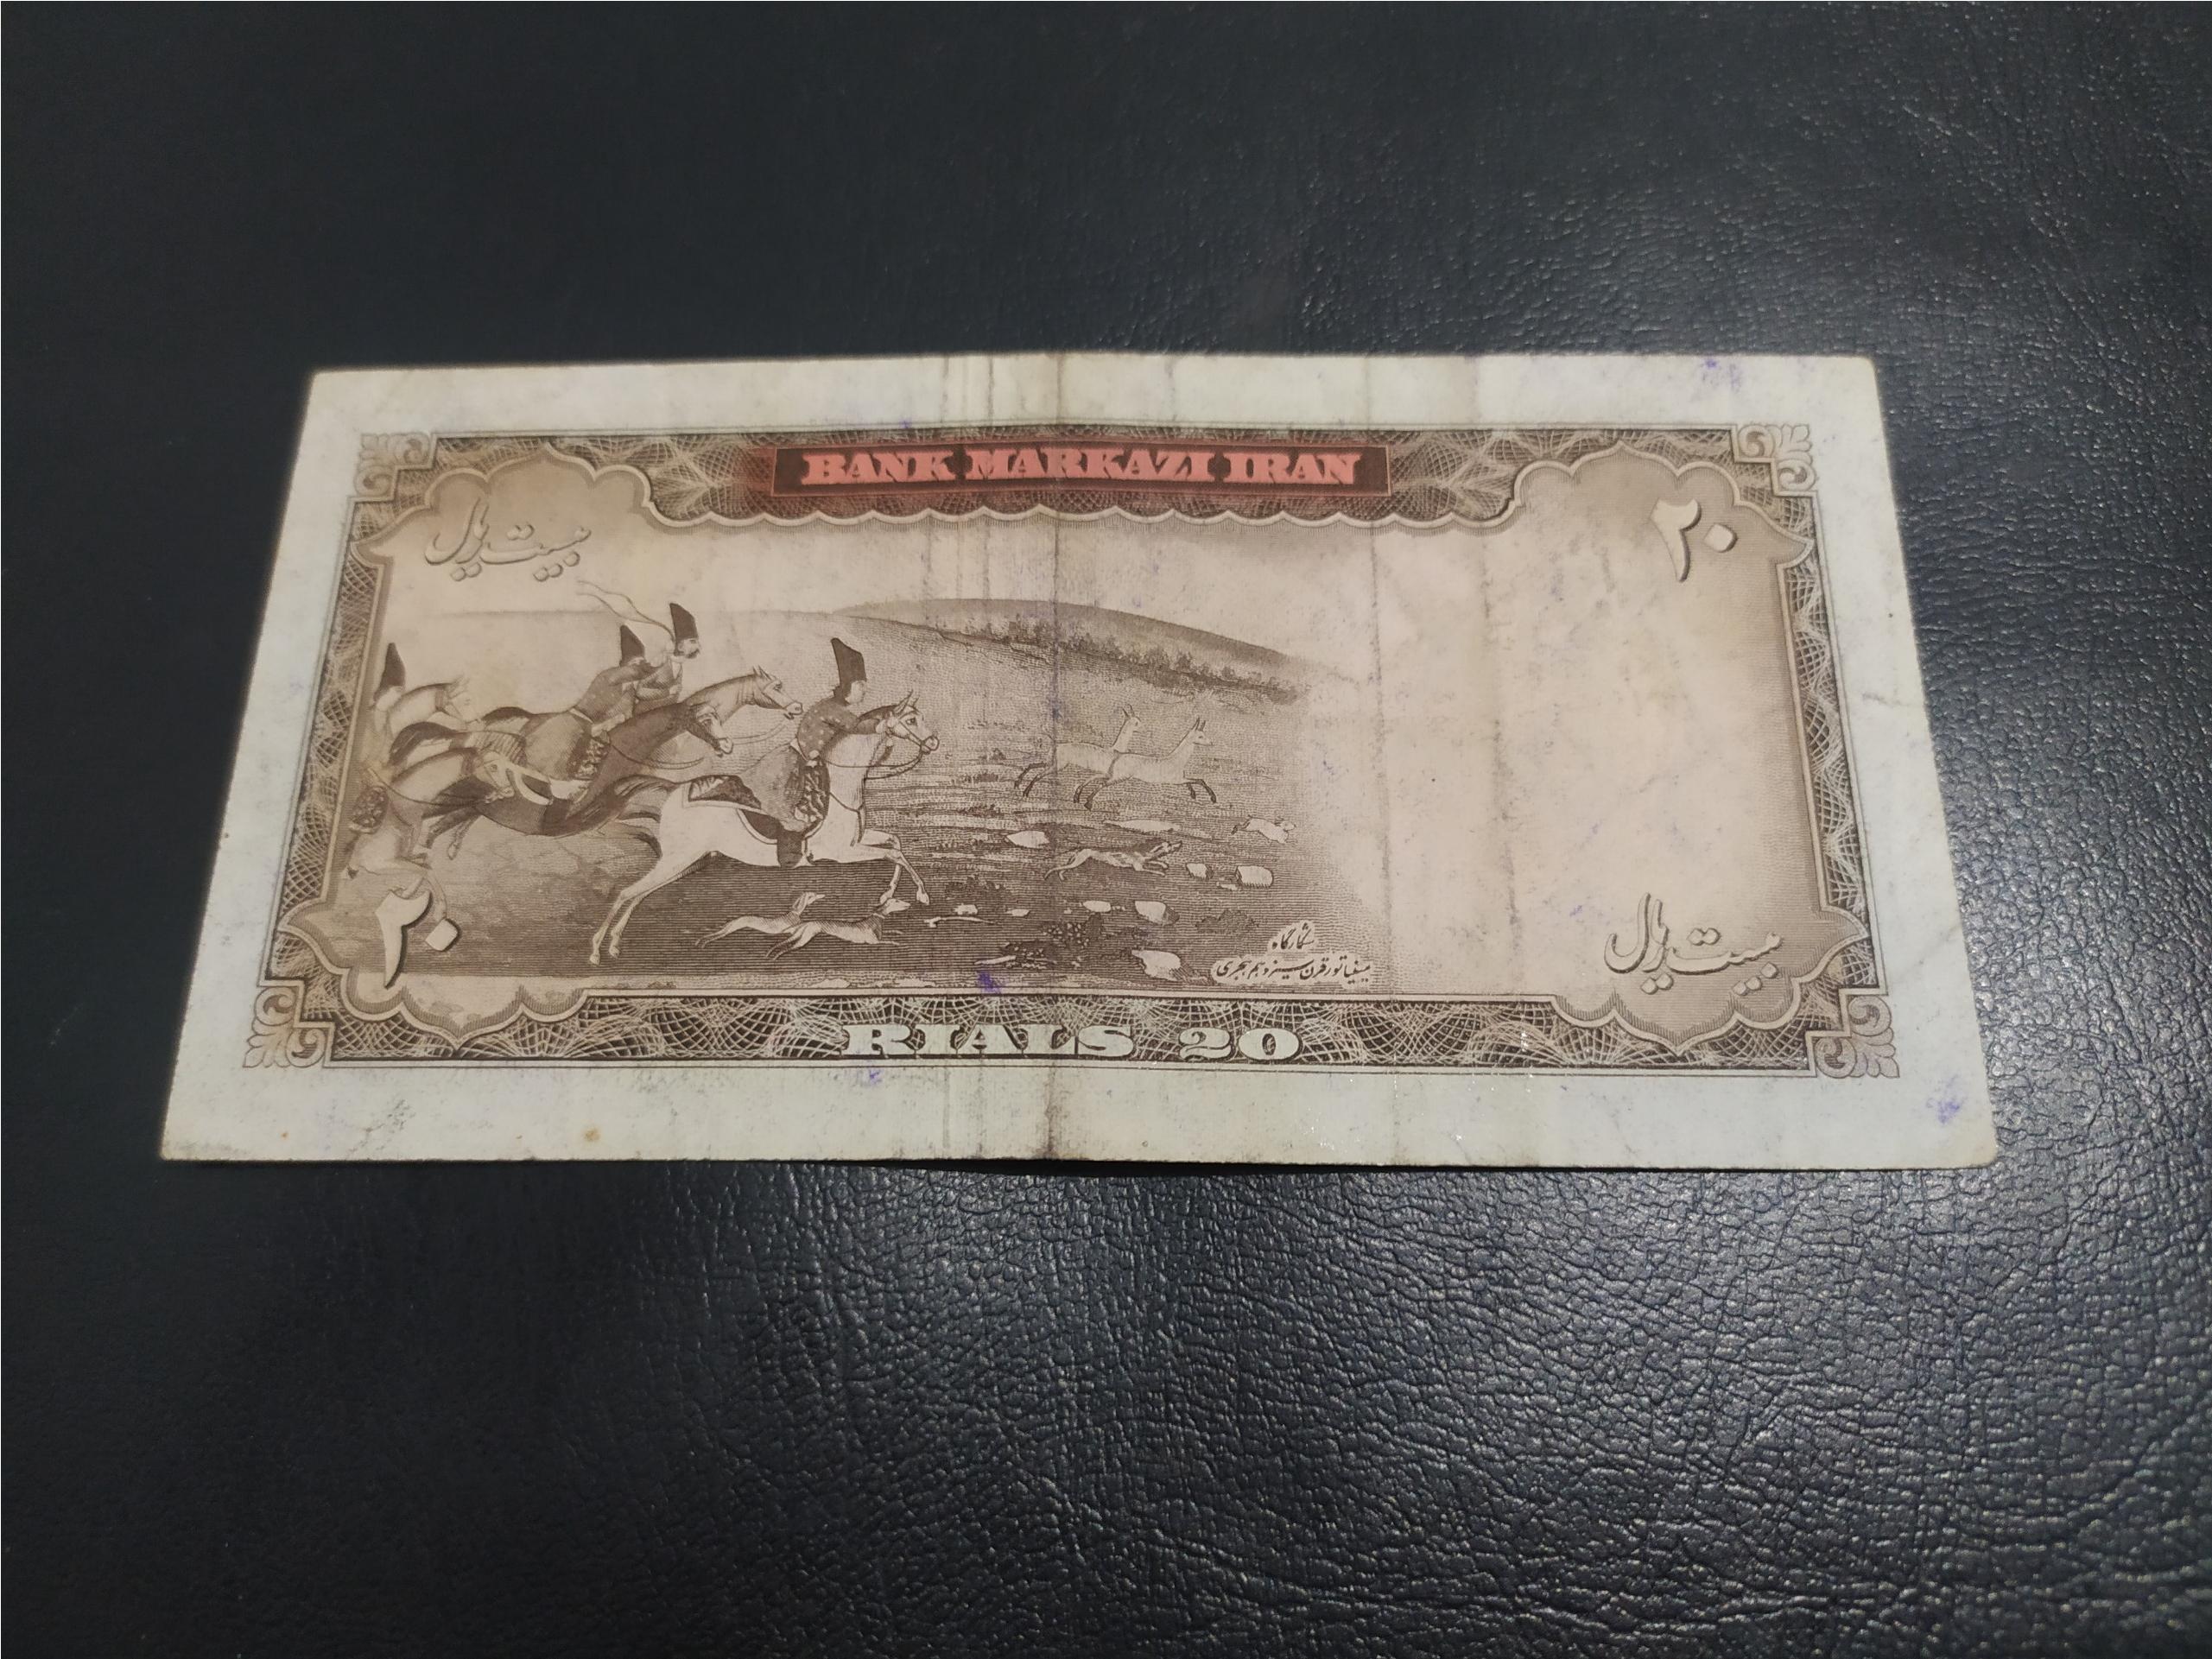 BANK MARKAZI IRAN
بیست ریال
۲۰
شکارگاه
مینیاتور قرن سیزدهم هجری
۲۰
بیست ریال
RIALS 20